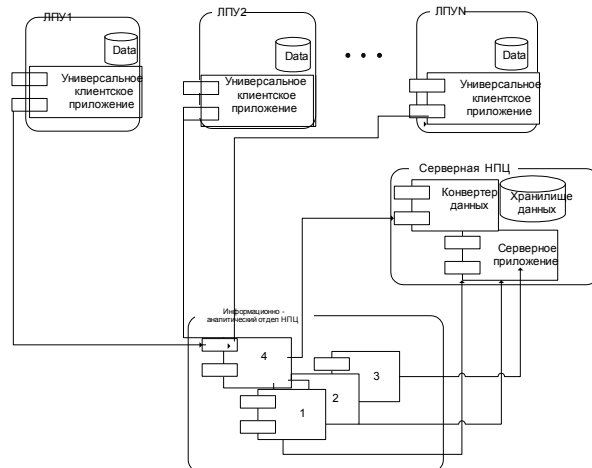 ЛПУ1
ЛПУ2
ЛПУN
Data
Data
Data
Универсальное
клиентское
приложение
Универсальное
клиентское
приложение
Универсальное
клиентское
приложение
Серверная НПЦ
Конвертер
данных
Хранилише
данных
Серверное
приложение
Информационно -
аналитический отдел НПЦ
4
3
2
1